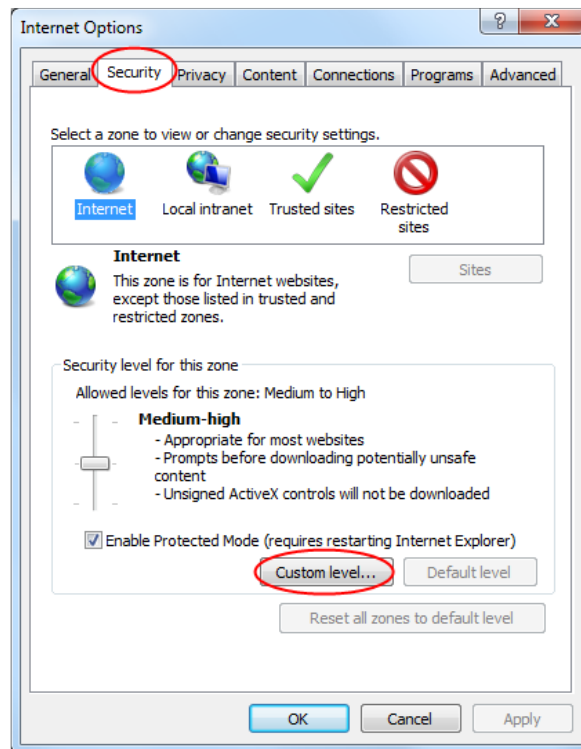 Internet Options
General Security Privacy Content Connections Programs Advanced
Select a zone to view or change security settings.
Internet Local intranet Trusted sites Restricted
sites
Internet
Sites
This zone is for Internet websites,
except those listed in trusted and
restricted zones.
Security level for this zone
Allowed levels for this zone: Medium to High
Medium-high
- Appropriate for most websites
- Prompts before downloading potentially unsafe
content
- Unsigned ActiveX controls will not be downloaded
Enable Protected Mode (requires restarting Internet Explorer)
Custom level... Default level
Reset all zones to default level
OK Cancel Apply